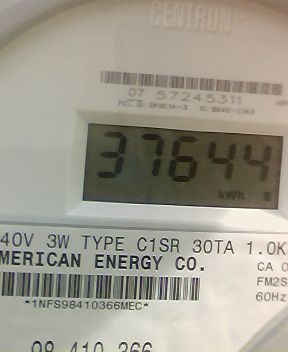 CENTRON®
07 57245311
37644
kWh
40V 3W TYPE C1SR 30TA 1.0K
MERICAN ENERGY CO.
CA 0
FM2S
60Hz
*1NFS98410366MEC*
98 410 366